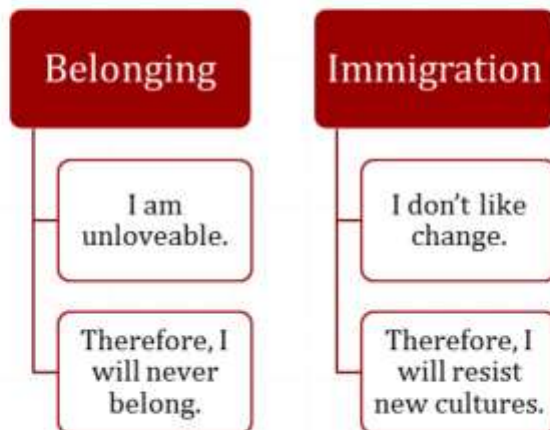 Belonging
I am
unloveable.
Therefore, I
will never
belong.
Immigration
I don't like
change.
Therefore, I
will resist
new cultures.